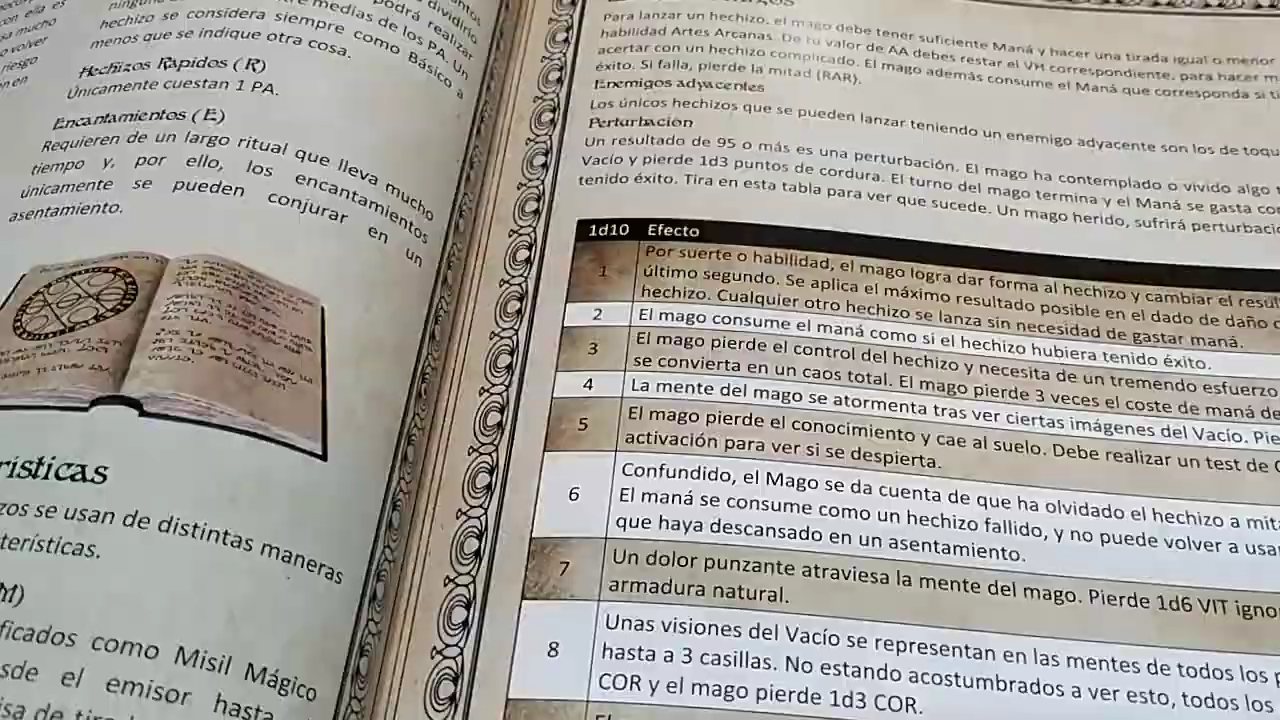 dividirlo
podrá realizar
medias de los PA. Un
hechizo se considera siempre como Básico a
menos que se indique otra cosa.
Hechizos Rápidos (R)
Únicamente cuestan 1 PA.
Encantamientos (E)
Requieren de un largo ritual que lleva mucho
tiempo y, por ello, los encantamientos
únicamente se pueden conjurar en un
asentamiento.
rísticas
zos se usan de distintas maneras
terísticas.
M)
ficados como Misil Mágico
sde el emisor hasta
Para lanzar un hechizo, el mago debe tener suficiente Maná y hacer una tirada igual o menor
habilidad Artes Arcanas. De tu valor de AA debes restar el VH correspondiente, para hacer m
acertar con un hechizo complicado. El mago además consume el Maná que corresponda si ti
éxito. Si falla, pierde la mitad (RAR).
Enemigos adyacentes
Los únicos hechizos que se pueden lanzar teniendo un enemigo adyacente son los de toqu
Perturbación
Un resultado de 95 o más es una perturbación. El mago ha contemplado o vivido algo
Vacío y pierde 1d3 puntos de cordura. El turno del mago termina y el Maná se gasta co
tenido éxito. Tira en esta tabla para ver que sucede. Un mago herido, sufrirá perturbaci
1d10 Efecto
1 Por suerte o habilidad, el mago logra dar forma al hechizo y cambiar el resul
último segundo. Se aplica el máximo resultado posible en el dado de daño
hechizo. Cualquier otro hechizo se lanza sin necesidad de gastar maná.
2 El mago consume el maná como si el hechizo hubiera tenido éxito.
3 El mago pierde el control del hechizo y necesita de un tremendo esfuerzo
se convierta en un caos total. El mago pierde 3 veces el coste de maná de
4 La mente del mago se atormenta tras ver ciertas imágenes del Vacío. Pie
5 El mago pierde el conocimiento y cae al suelo. Debe realizar un test de
activación para ver si se despierta.
6 Confundido, el Mago se da cuenta de que ha olvidado el hechizo a mit
El maná se consume como un hechizo fallido, y no puede volver a usa
que haya descansado en un asentamiento.
7 Un dolor punzante atraviesa la mente del mago. Pierde 1d6 VIT igno
armadura natural.
8 Unas visiones del Vacío se representan en las mentes de todos los
hasta a 3 casillas. No estando acostumbrados a ver esto, todos los
COR y el mago pierde 1d3 COR.